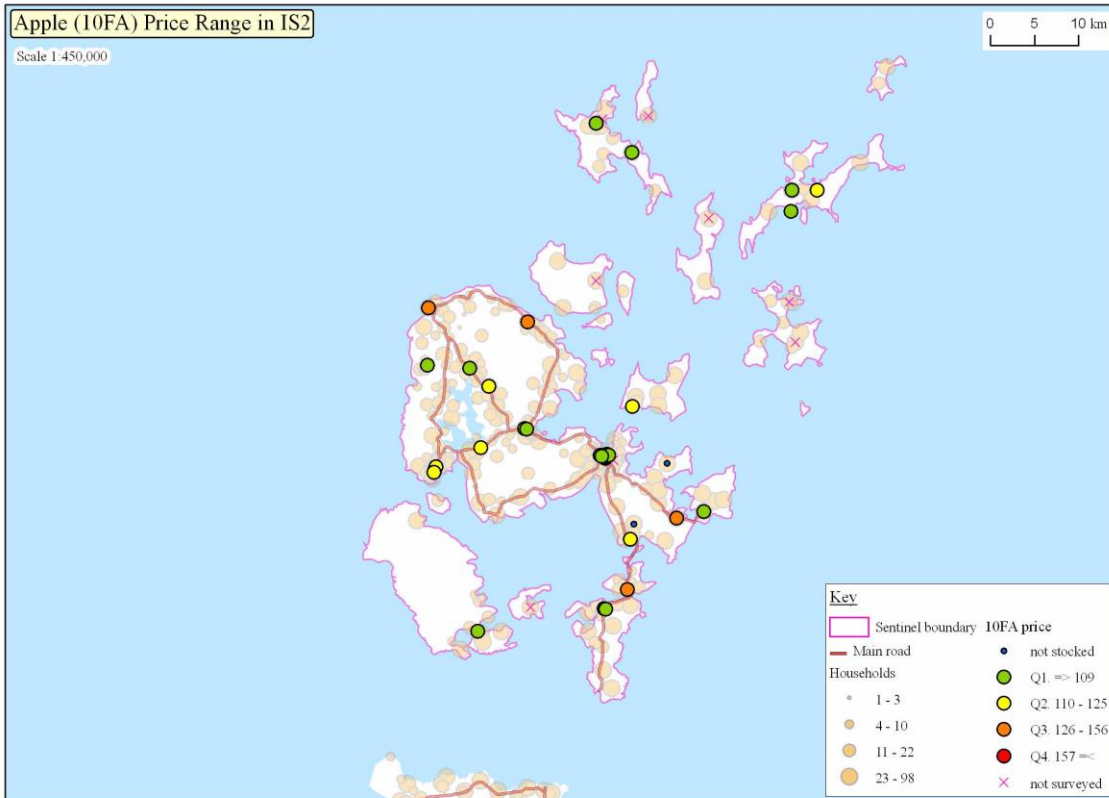 Apple (10FA) Price Range in IS2
Scale 1:450,000
0 5 10 km
Key
Sentinel boundary
Main road
Households
1 - 3
4 - 10
11 - 22
23 - 98
10FA price
not stocked
Q1. => 109
Q2. 110 - 125
Q3. 126 - 156
Q4. 157 =<
not surveyed